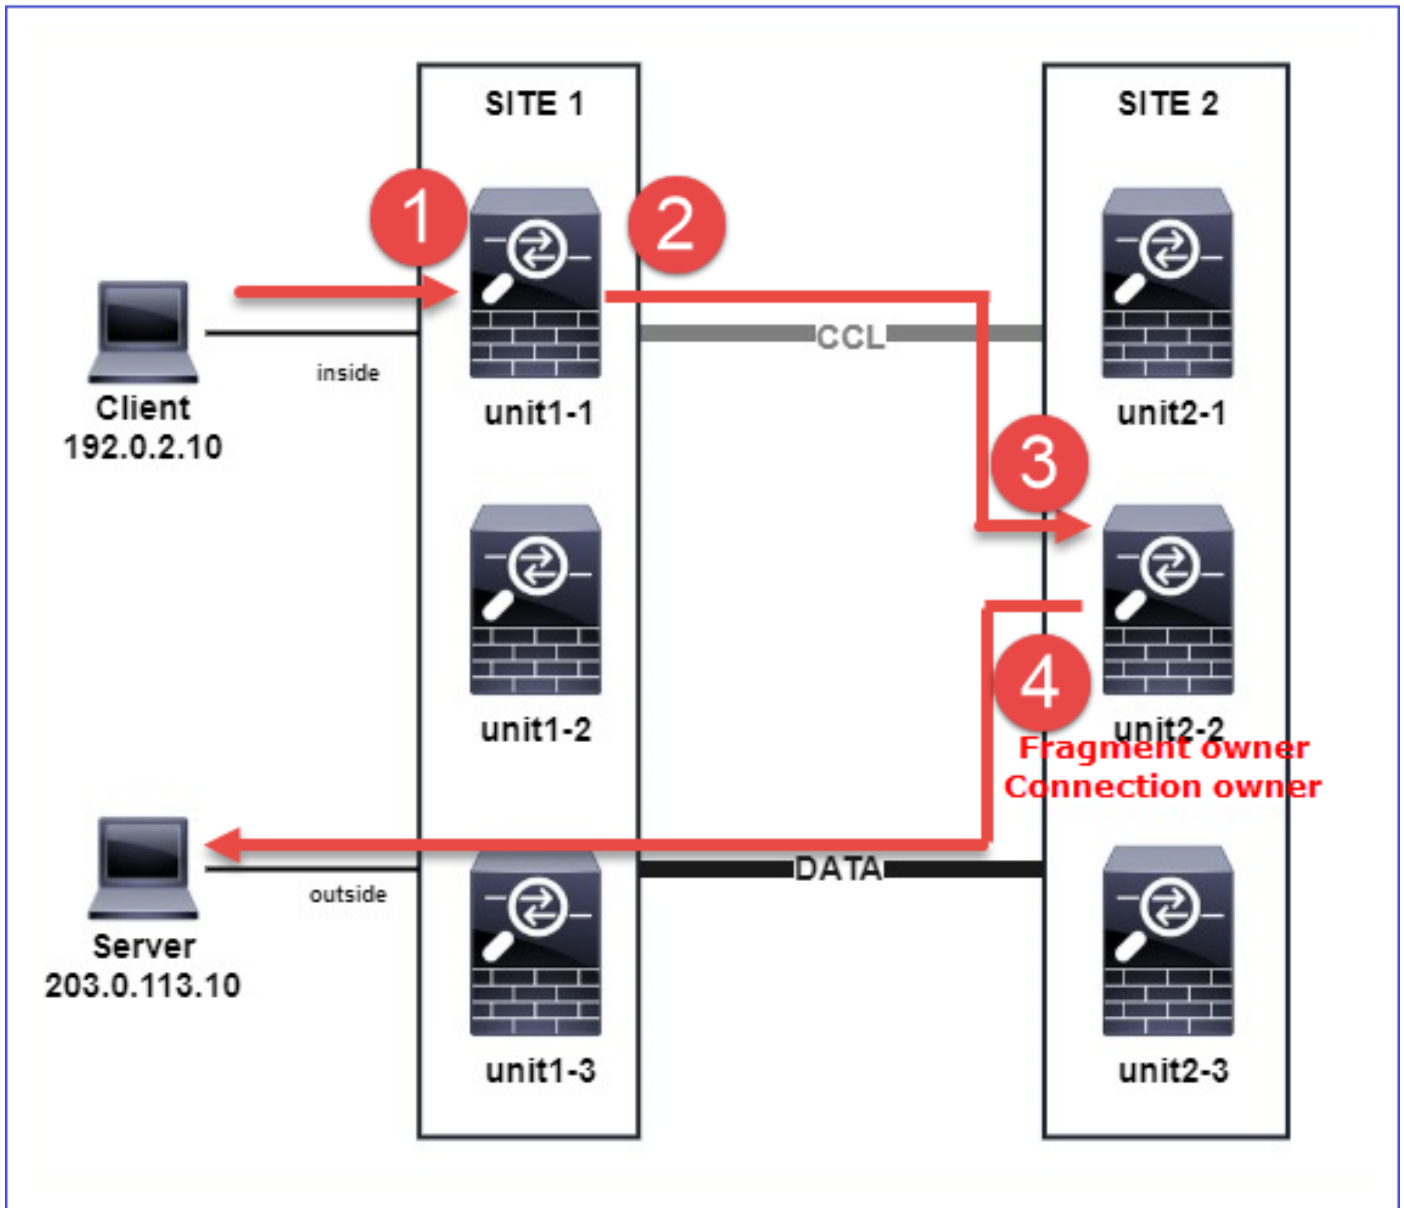 SITE 1
SITE 2
1
2
CCL
inside
Client
192.0.2.10
unit1-1
unit2-1
3
4
unit1-2
unit2-2
Fragment owner
Connection owner
DATA
outside
Server
203.0.113.10
unit1-3
unit2-3